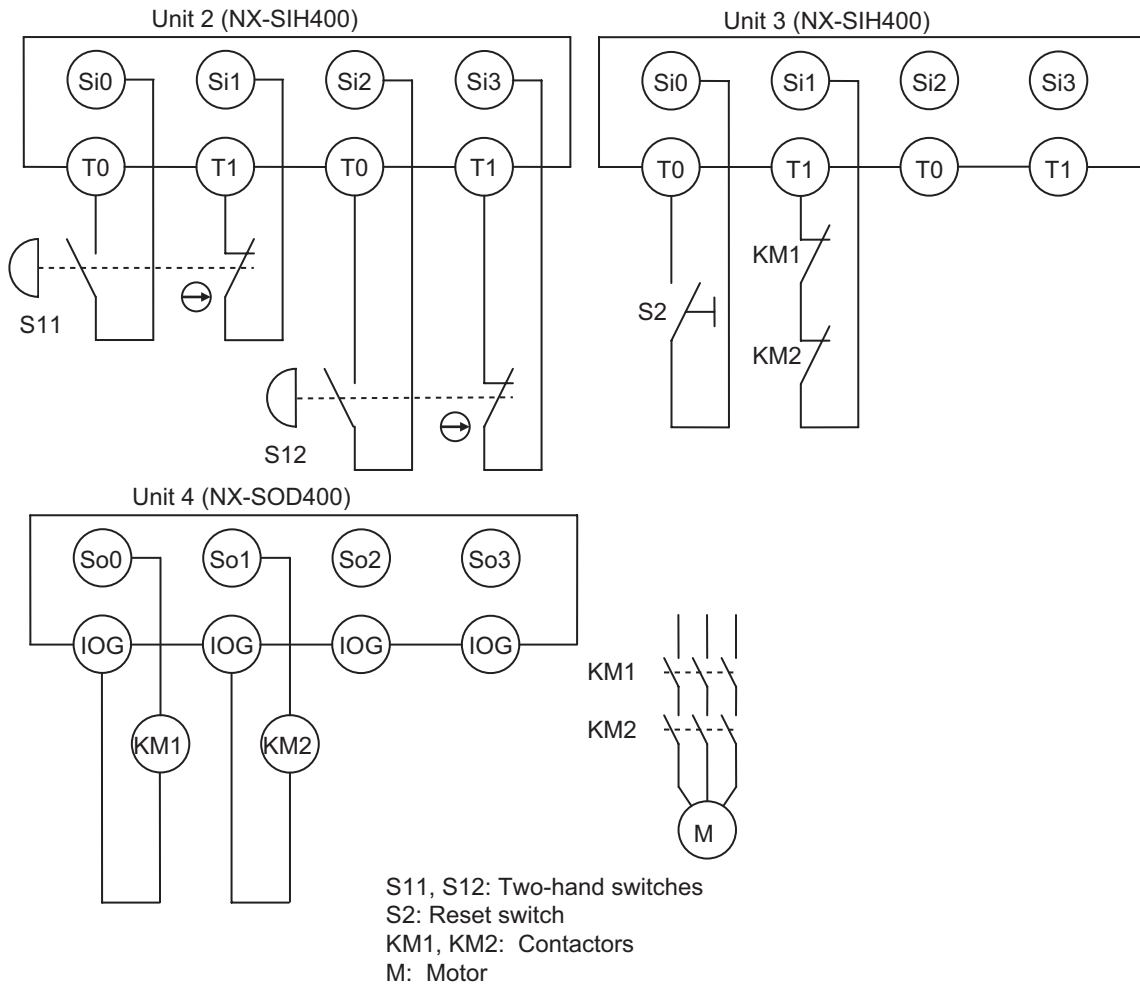 Unit 2 (NX-SIH400)
Si0 Si1 Si2 Si3
T0 T1 T0 T1
S11
S12
Unit 3 (NX-SIH400)
Si0 Si1 Si2 Si3
T0 T1 T0 T1
KM1
S2
KM2
Unit 4 (NX-SOD400)
So0 So1 So2 So3
IOG IOG IOG IOG
KM1 KM2
KM1
KM2
M
S11, S12: Two-hand switches
S2: Reset switch
KM1, KM2: Contactors
M: Motor